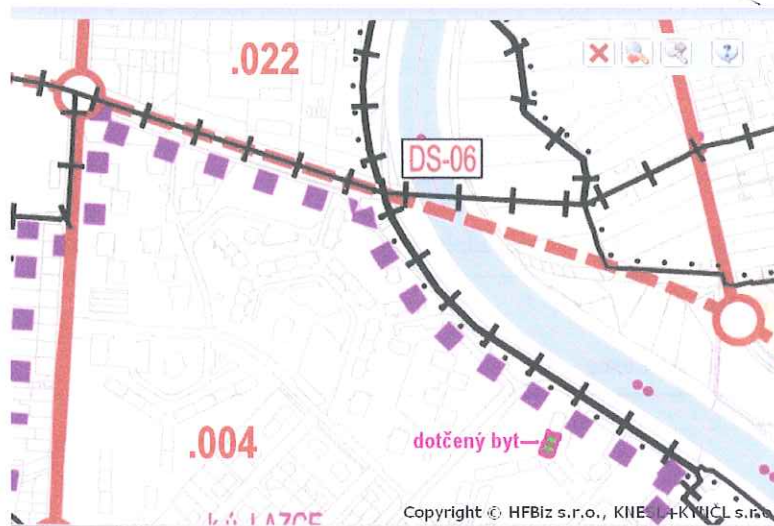 .022
DS-06
.004
dotčený byt
Copyright © HFBiz s.r.o., KNESL+KYNČL s.r.o.